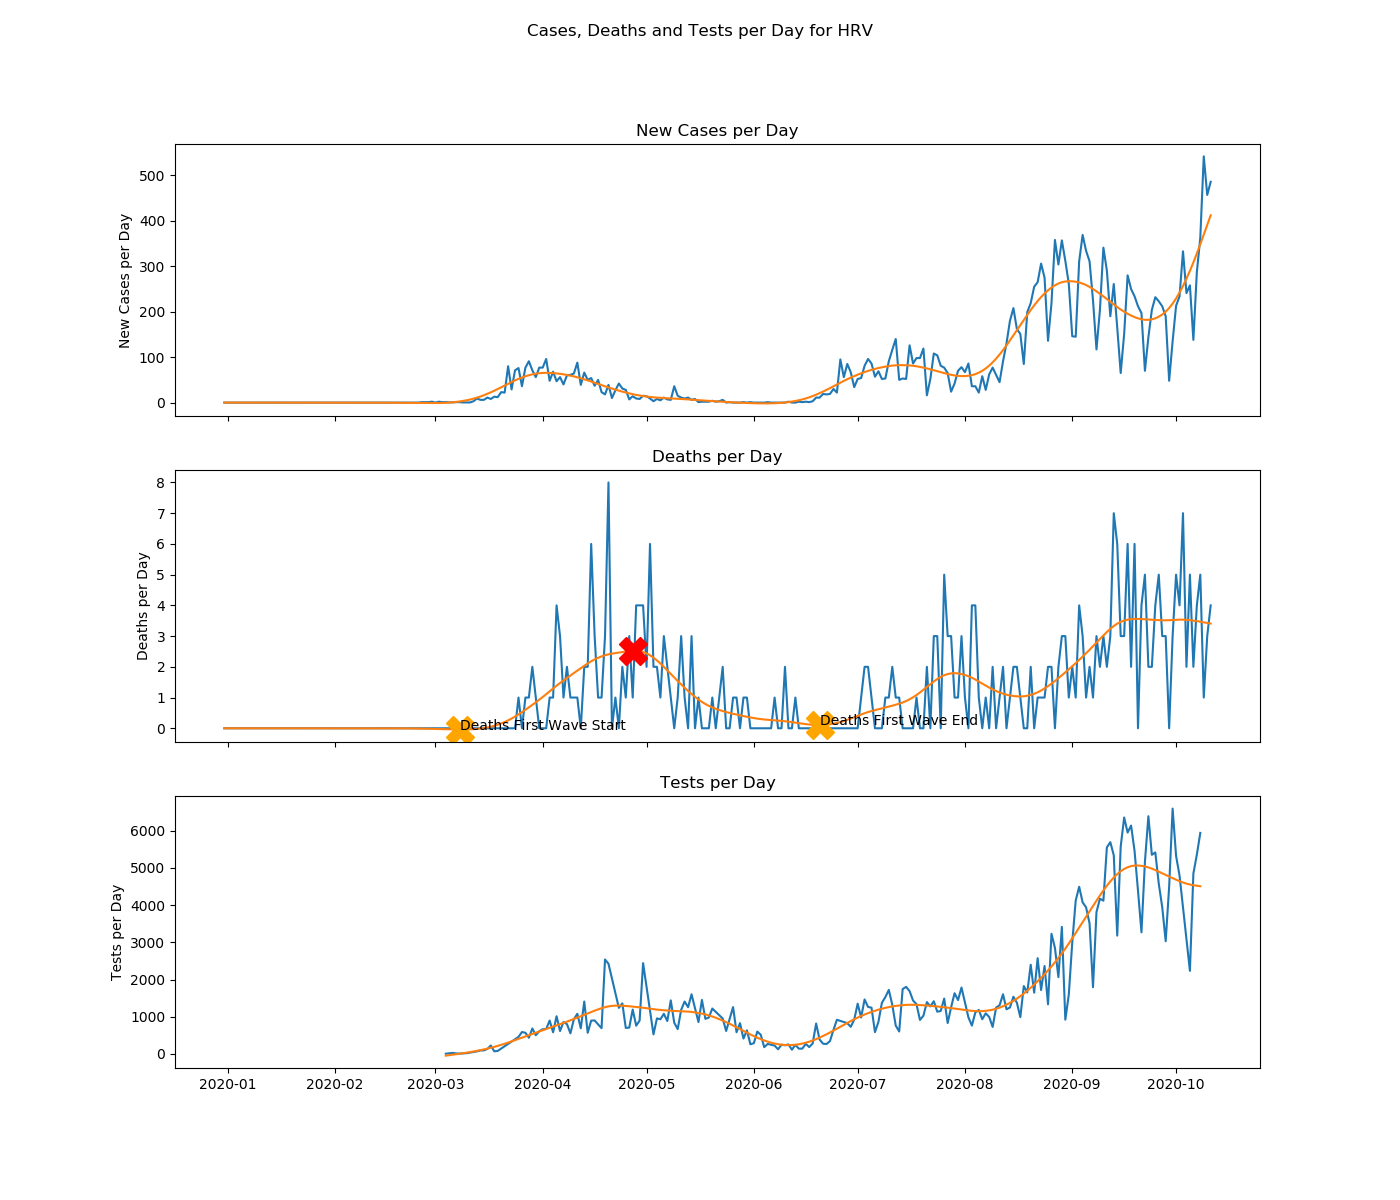 Cases, Deaths and Tests per Day for HRV
New Cases per Day
New Cases per Day
500
400
300
200
100
0
Deaths per Day
Deaths per Day
8
7
6
5
4
3
2
1
0
Deaths First Wave Start
Deaths First Wave End
Tests per Day
Tests per Day
6000
5000
4000
3000
2000
1000
0
2020-01 2020-02 2020-03 2020-04 2020-05 2020-06 2020-07 2020-08 2020-09 2020-10